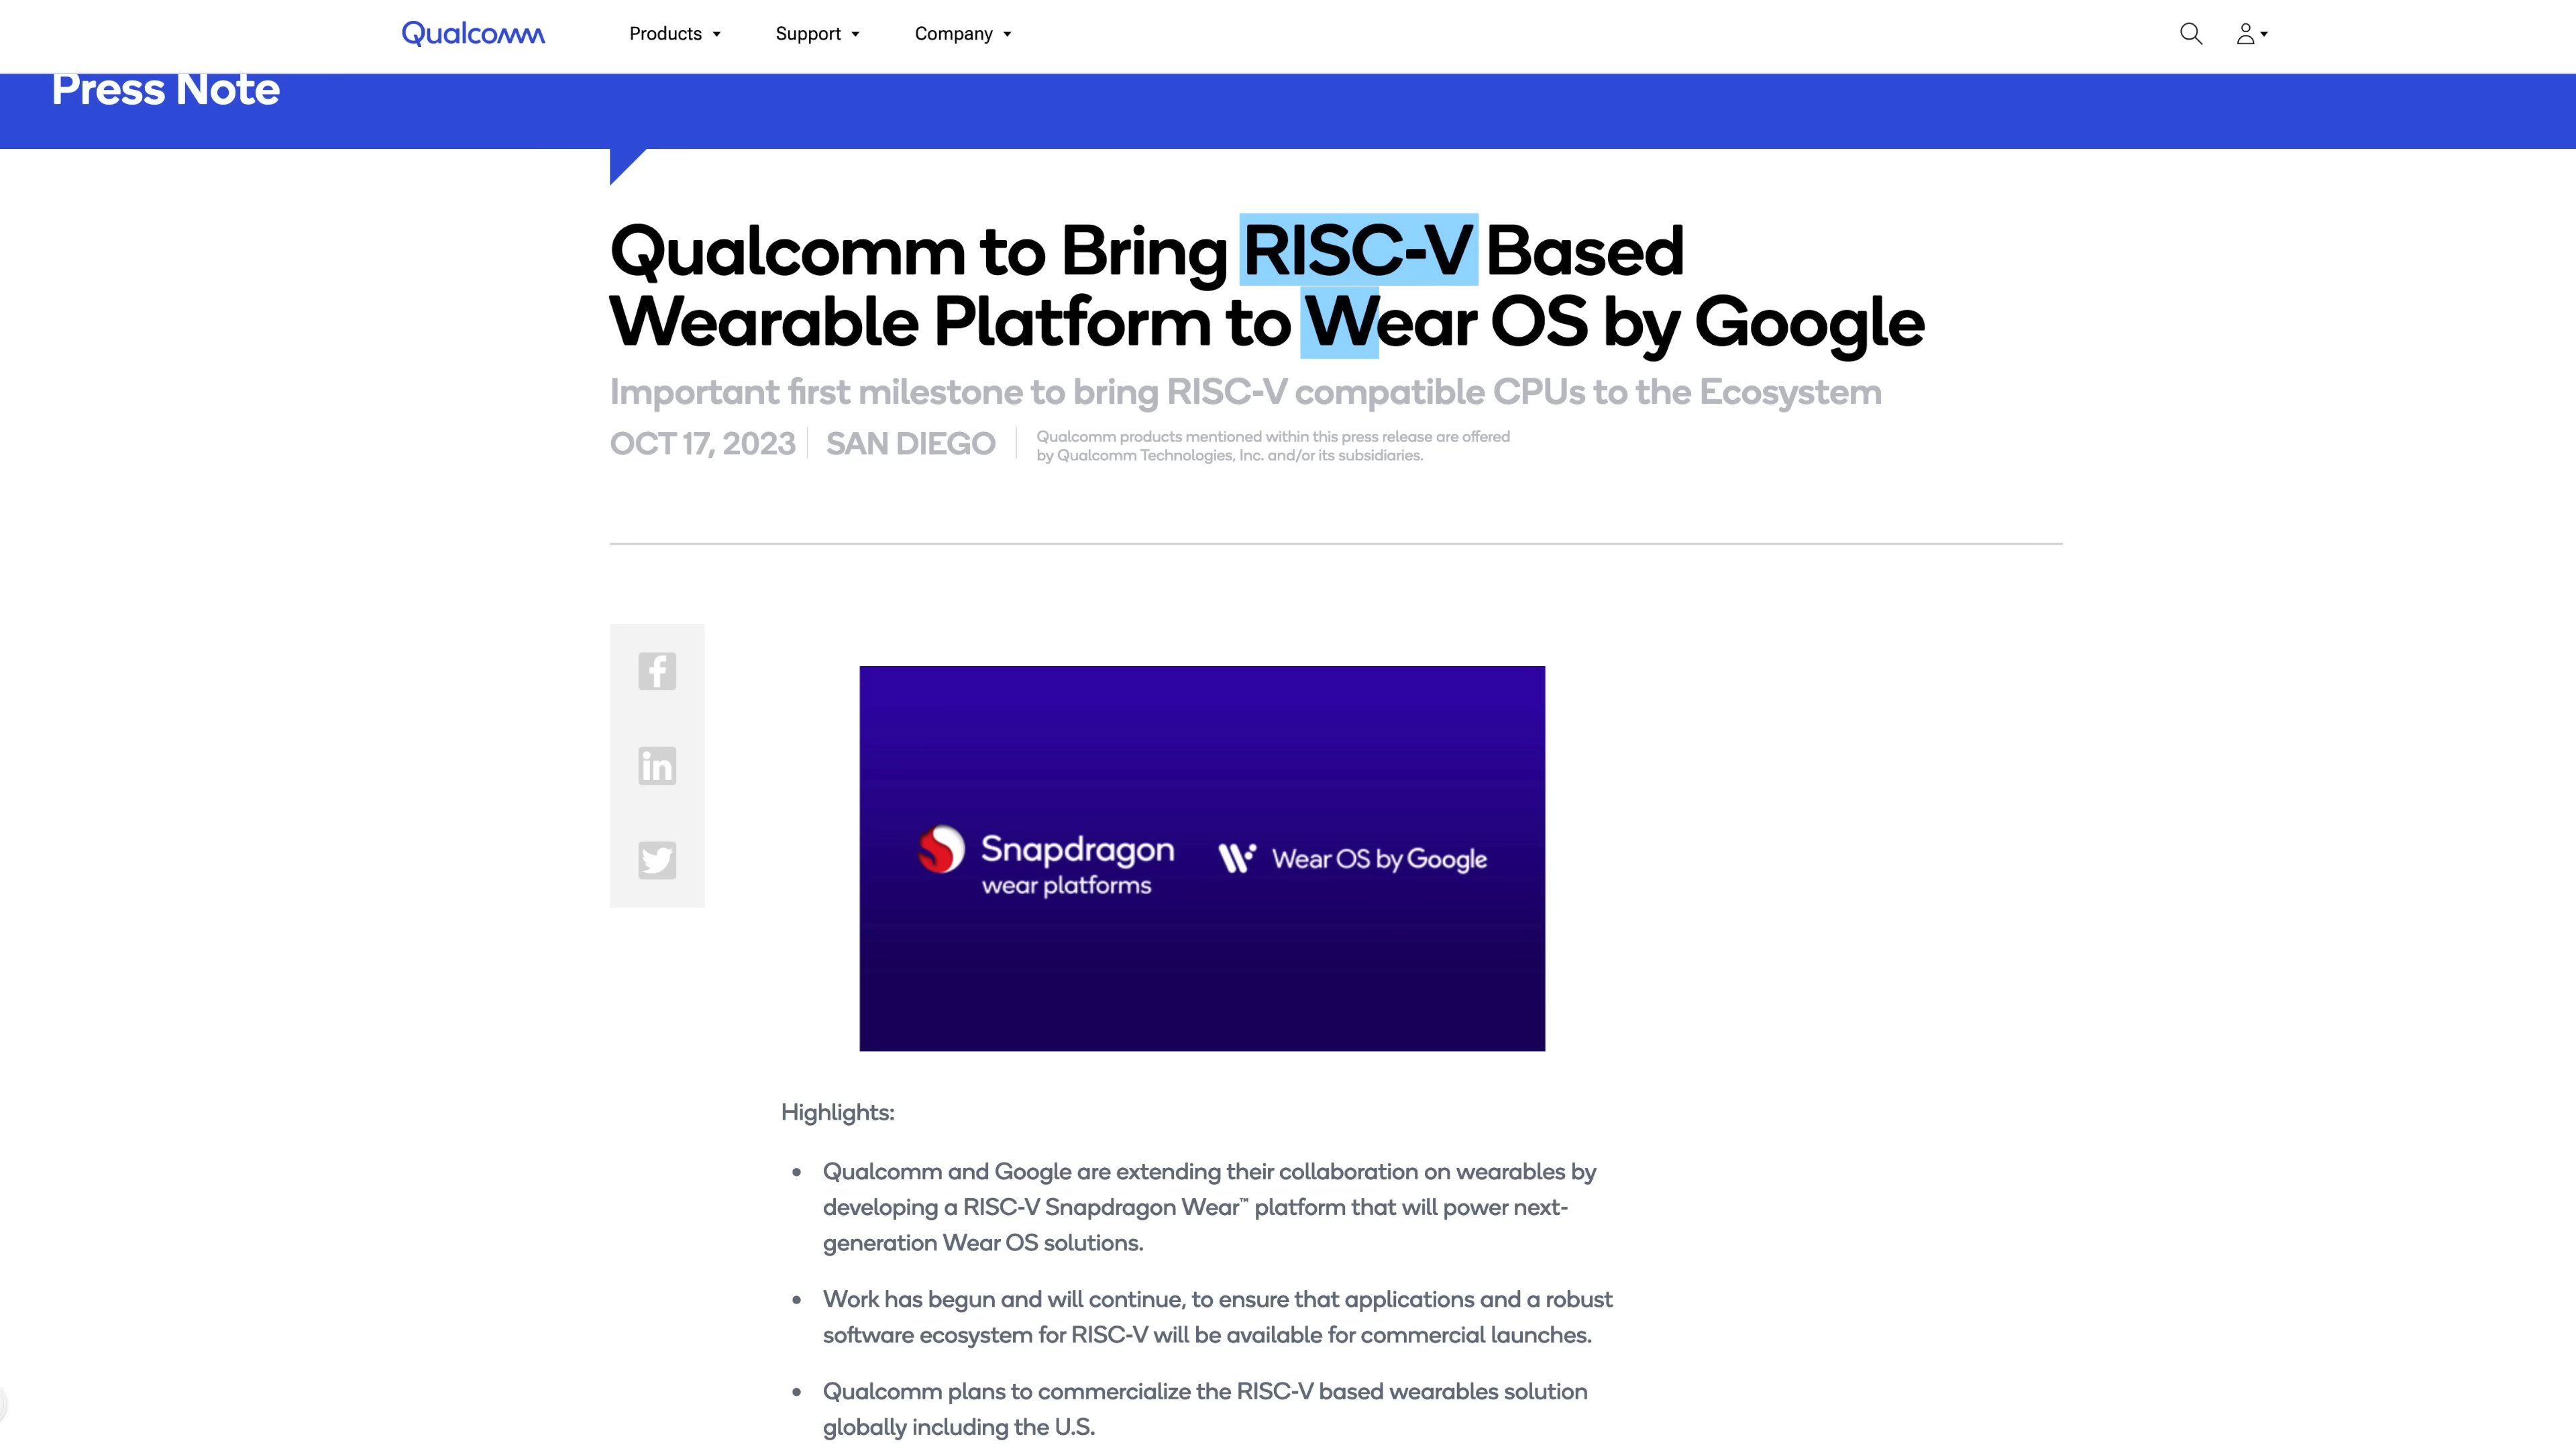 Qualcomm
Products
Support
Company
Press Note
Qualcomm to Bring RISC-V Based
Wearable Platform to Wear OS by Google
Important first milestone to bring RISC-V compatible CPUs to the Ecosystem
OCT 17, 2023
SAN DIEGO
Qualcomm products mentioned within this press release are offered
by Qualcomm Technologies, Inc. and/or its subsidiaries.
f
in
Snapdragon
wear platforms
Wear OS by Google
Highlights:
• Qualcomm and Google are extending their collaboration on wearables by
developing a RISC-V Snapdragon Wear™ platform that will power next-
generation Wear OS solutions.
• Work has begun and will continue, to ensure that applications and a robust
software ecosystem for RISC-V will be available for commercial launches.
• Qualcomm plans to commercialize the RISC-V based wearables solution
globally including the U.S.